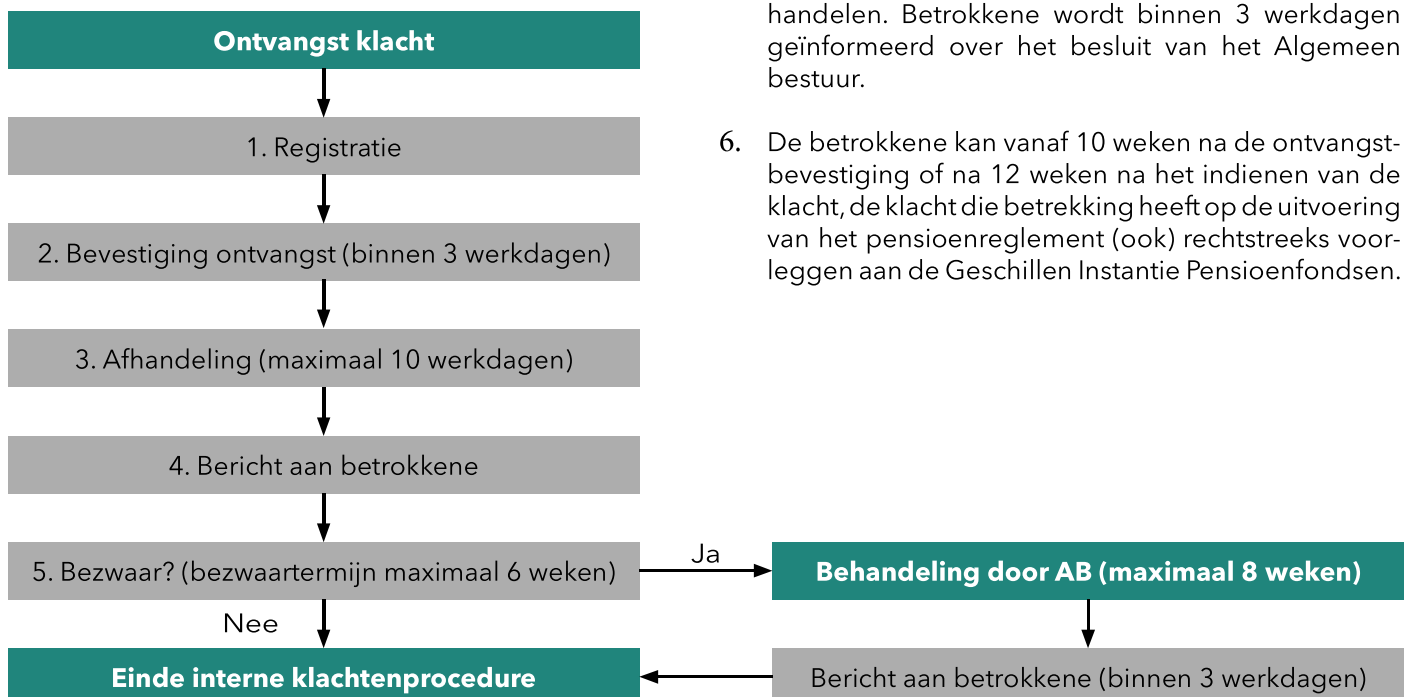 Ontvangst klacht
1. Registratie
2. Bevestiging ontvangst (binnen 3 werkdagen)
3. Afhandeling (maximaal 10 werkdagen)
4. Bericht aan betrokkene
5. Bezwaar? (bezwaartermijn maximaal 6 weken)
Ja
Behandeling door AB (maximaal 8 weken)
Nee
Einde interne klachtenprocedure
Bericht aan betrokkene (binnen 3 werkdagen)
handelen. Betrokkene wordt binnen 3 werkdagen
geïnformeerd over het besluit van het Algemeen
bestuur.
6. De betrokkene kan vanaf 10 weken na de ontvangst-
bevestiging of na 12 weken na het indienen van de
klacht, de klacht die betrekking heeft op de uitvoering
van het pensioenreglement (ook) rechtstreeks voor-
leggen aan de Geschillen Instantie Pensioenfondsen.